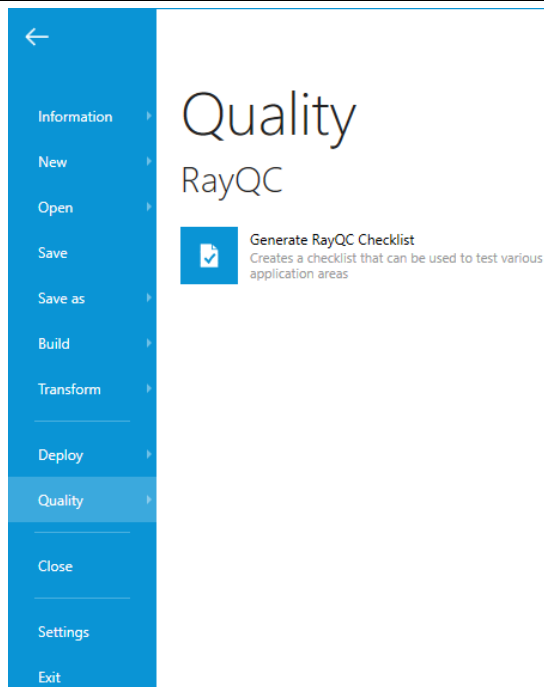 Information
New
Open
Save
Save as
Build
Transform
Deploy
Quality
Close
Settings
Exit
Quality
RayQC
Generate RayQC Checklist
Creates a checklist that can be used to test various
application areas